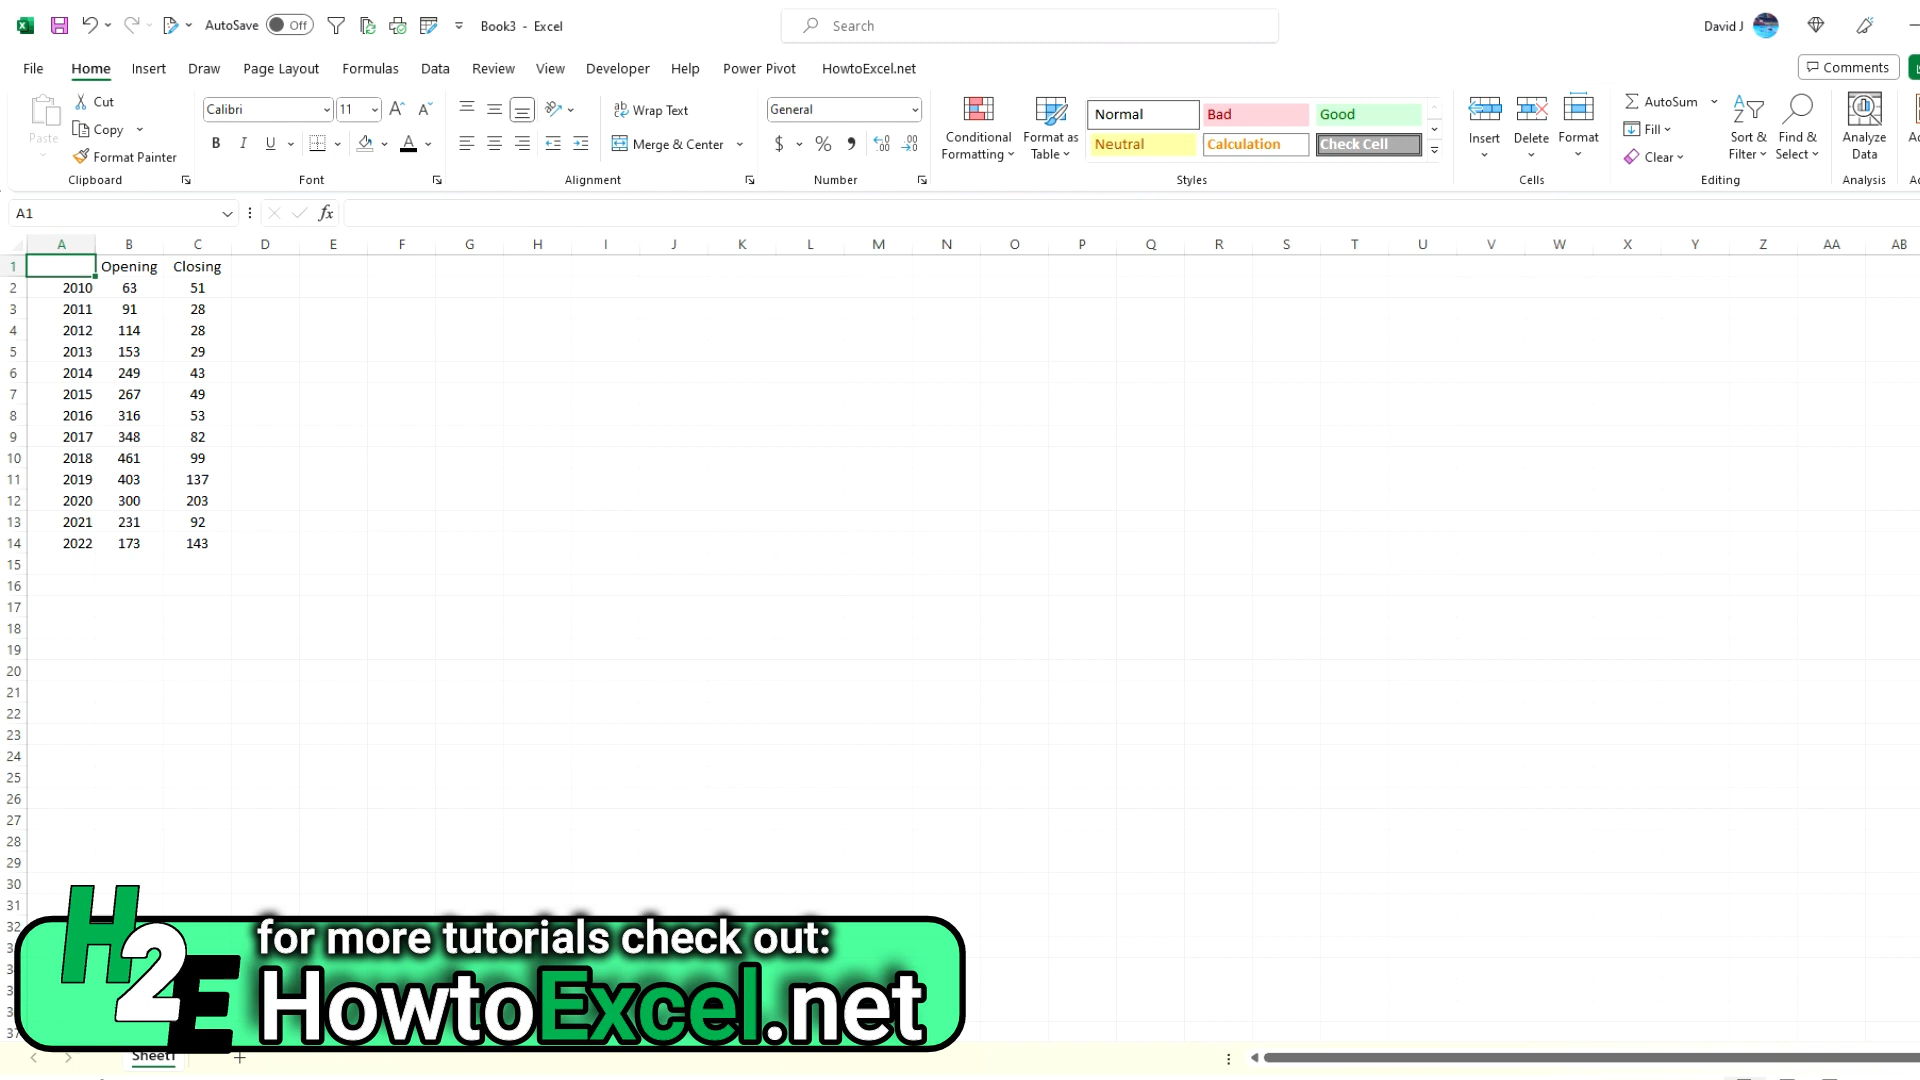 AutoSave Off Book3 - Excel Search David J
File Home Insert Draw Page Layout Formulas Data Review View Developer Help Power Pivot HowtoExcel.net Comments
Paste Cut Copy Format Painter Clipboard
Calibri 11 B I U A Font
Wrap Text Merge & Center Alignment
General $ % Number
Conditional Formatting Format as Table Normal Bad Good Neutral Calculation Check Cell Styles
Insert Delete Format Cells
AutoSum Fill Clear Sort & Filter Find & Select Editing
Analyze Data Analysis
A1 fx
A B C D E F G H I J K L M N O P Q R S T U V W X Y Z AA AB
1 Opening Closing
2 2010 63 51
3 2011 91 28
4 2012 114 28
5 2013 153 29
6 2014 249 43
7 2015 267 49
8 2016 316 53
9 2017 348 82
10 2018 461 99
11 2019 403 137
12 2020 300 203
13 2021 231 92
14 2022 173 143
15
16
17
18
19
20
21
22
23
24
25
26
27
28
29
30
31
32
37
H2E
for more tutorials check out:
HowtoExcel.net
Sheet1